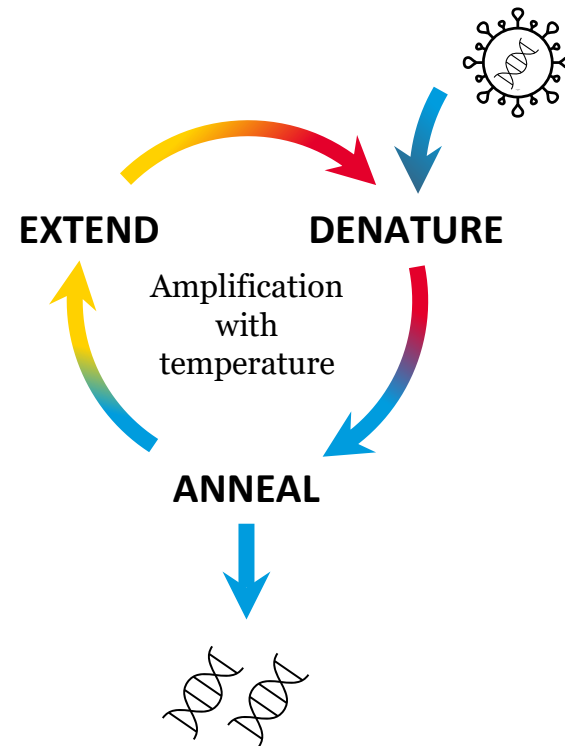 EXTEND
DENATURE
Amplification
with
temperature
ANNEAL